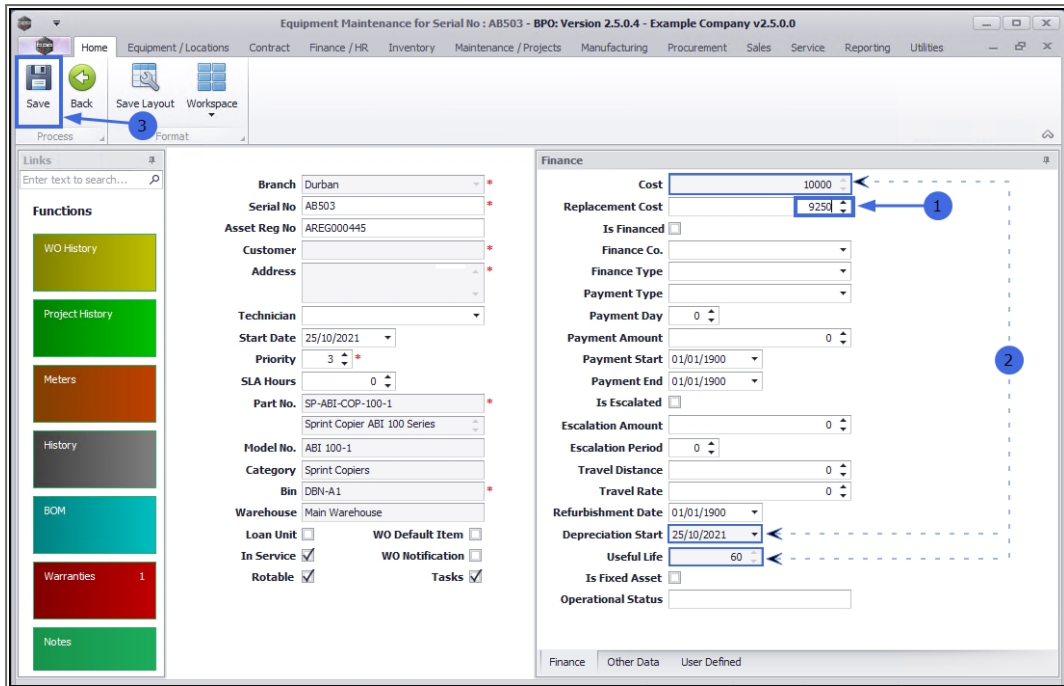 Equipment Maintenance for Serial No : AB503 - BPO: Version 2.5.0.4 - Example Company v2.5.0.0
Home Equipment / Locations Contract Finance / HR Inventory Maintenance / Projects Manufacturing Procurement Sales Service Reporting Utilities
Save Back Save Layout Workspace
3
Process Format
Links
Enter text to search...
Functions
WO History
Project History
Meters
History
BOM
Warranties 1
Notes
Branch Durban *
Serial No AB503 *
Asset Reg No AREG000445
Customer *
Address *
Technician
Start Date 25/10/2021
Priority 3 *
SLA Hours 0
Part No. SP-ABI-COP-100-1 *
Sprint Copier ABI 100 Series
Model No. ABI 100-1
Category Sprint Copiers
Bin DBN-A1 *
Warehouse Main Warehouse
Loan Unit WO Default Item
In Service WO Notification
Rotable Tasks
Finance
Cost 10000
Replacement Cost 9250 1
Is Financed
Finance Co.
Finance Type
Payment Type
Payment Day 0
Payment Amount 0
Payment Start 01/01/1900 2
Payment End 01/01/1900
Is Escalated
Escalation Amount 0
Escalation Period 0
Travel Distance 0
Travel Rate 0
Refurbishment Date 01/01/1900
Depreciation Start 25/10/2021
Useful Life 60
Is Fixed Asset
Operational Status
Finance Other Data User Defined